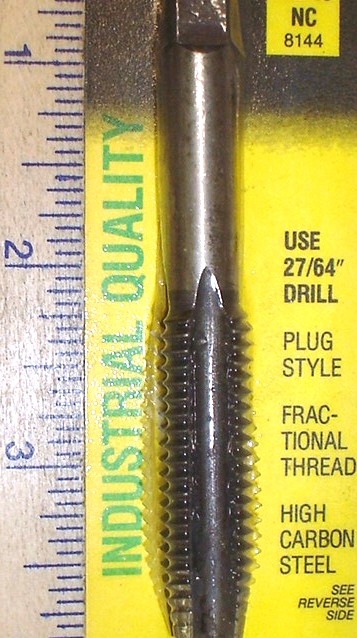 NC
8144
1
2
3
INDUSTRIAL QUALITY
USE
27/64"
DRILL
PLUG
STYLE
FRAC-
TIONAL
THREAD
HIGH
CARBON
STEEL
SEE
REVERSE
SIDE